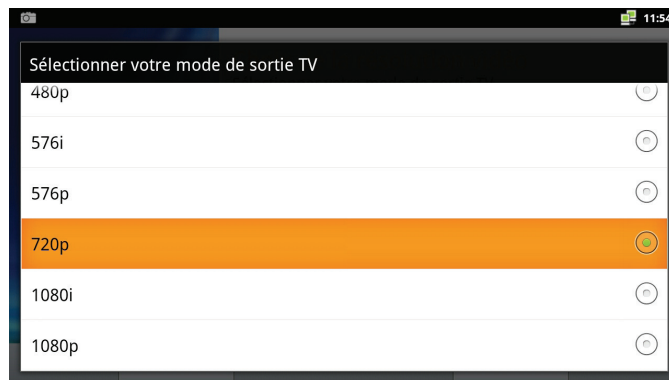 11:54
Sélectionner votre mode de sortie TV
480p
576i
576p
720p
1080i
1080p